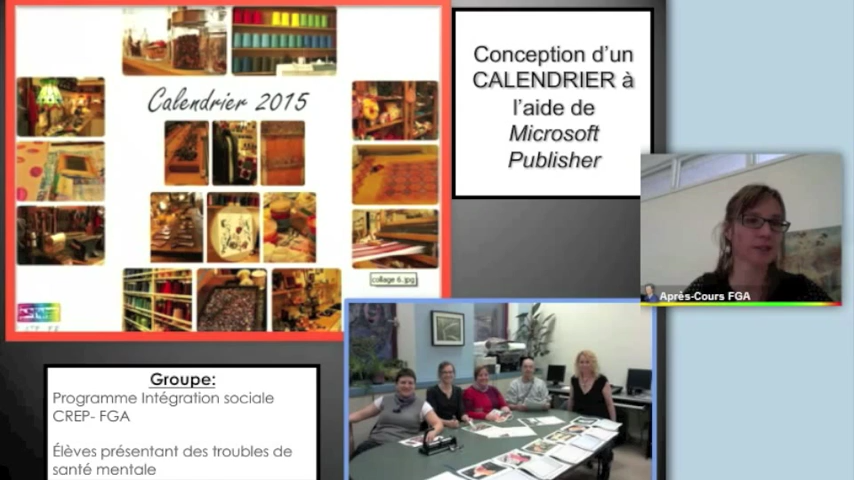 Calendrier 2015
collage 6.jpg
Conception d'un
CALENDRIER à
l'aide de
Microsoft
Publisher
Après-Cours FGA
Groupe:
Programme Intégration sociale
CREP- FGA
Élèves présentant des troubles de
santé mentale